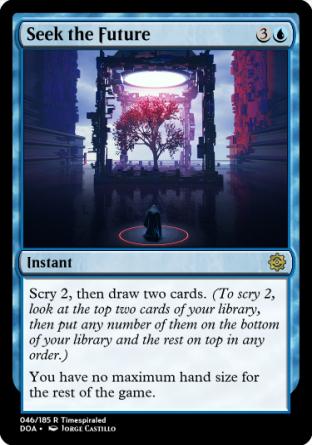 Seek the Future 3
Instant
Scry 2, then draw two cards. (To scry 2,
look at the top two cards of your library,
then put any number of them on the bottom
of your library and the rest on top in any
order.)
You have no maximum hand size for
the rest of the game.
046/185 R Timespiraled
DOA • Jorge Castillo